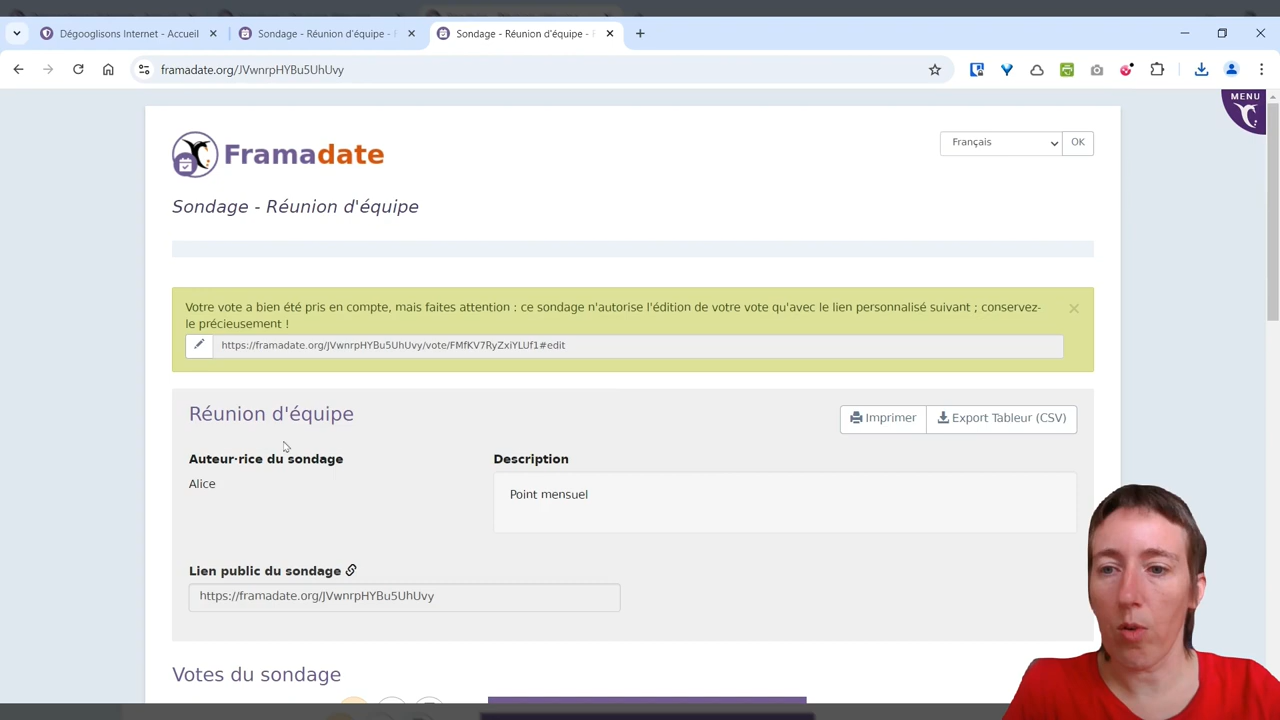 Dégooglisons Internet - Accueil
Sondage - Réunion d'équipe -
Sondage - Réunion d'équipe -
framadate.org/JVwnrpHYBu5UhUvy
MENU
Framadate
Français
OK
Sondage - Réunion d'équipe
Votre vote a bien été pris en compte, mais faites attention : ce sondage n'autorise l'édition de votre vote qu'avec le lien personnalisé suivant ; conservez-
le précieusement !
https://framadate.org/JVwnrpHYBu5UhUvy/vote/FMfKV7RyZxiYLUf1#edit
Réunion d'équipe
Imprimer
Export Tableur (CSV)
Auteur·rice du sondage
Description
Alice
Point mensuel
Lien public du sondage
https://framadate.org/JVwnrpHYBu5UhUvy
Votes du sondage